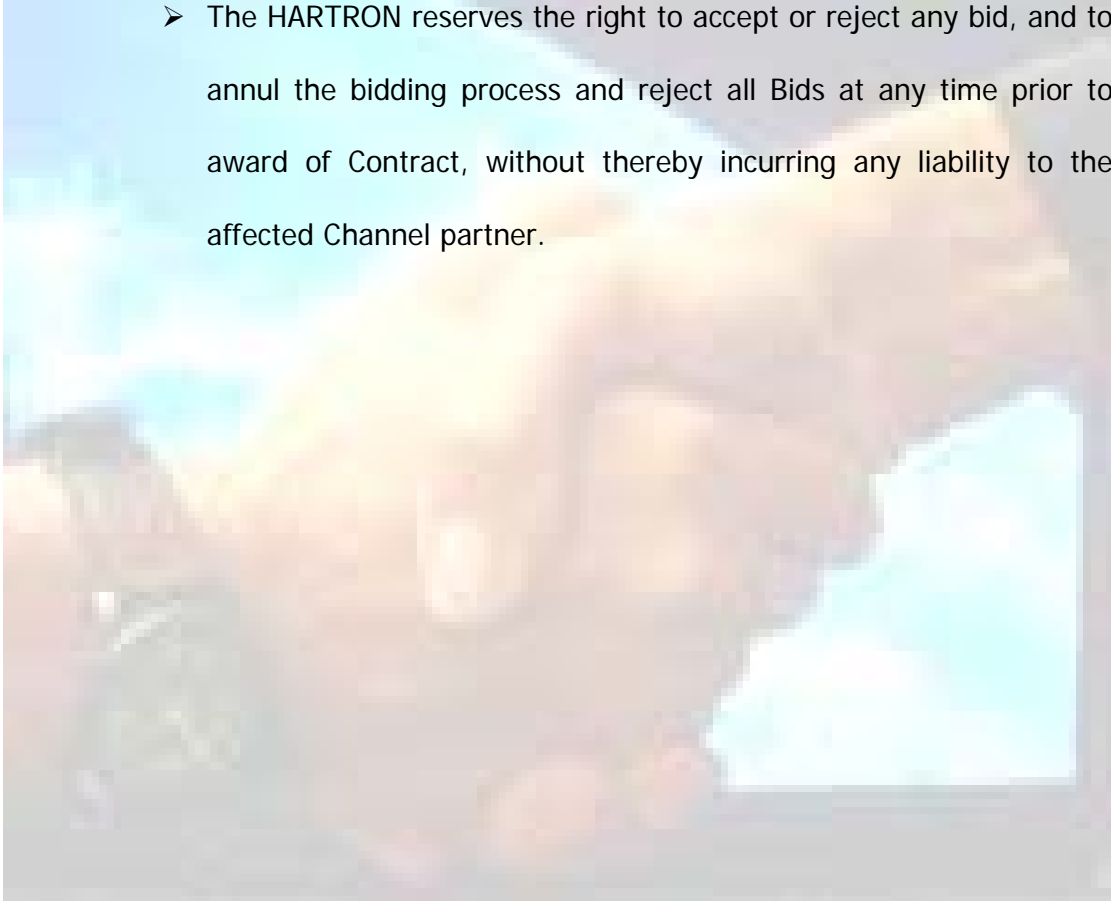 ➢ The HARTRON reserves the right to accept or reject any bid, and to
annul the bidding process and reject all Bids at any time prior to
award of Contract, without thereby incurring any liability to the
affected Channel partner.